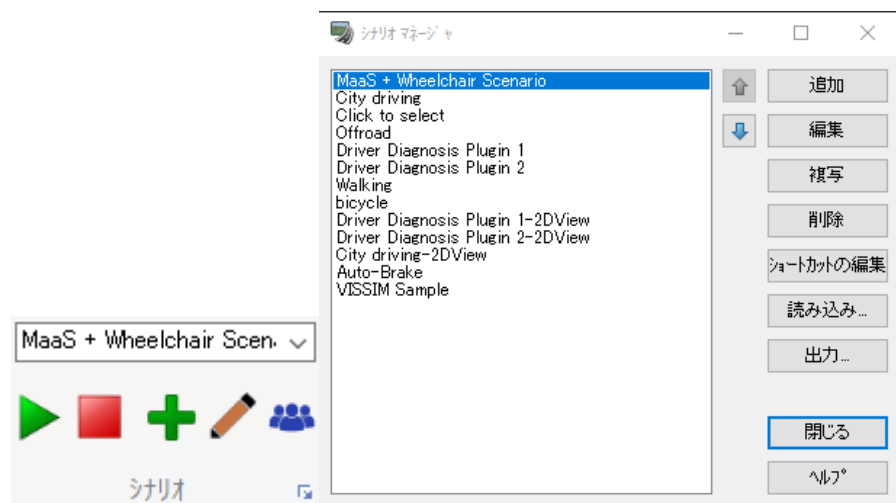 シナリオ マネージャ
MaaS + Wheelchair Scenario
City driving
Click to select
Offroad
Driver Diagnosis Plugin 1
Driver Diagnosis Plugin 2
Walking
bicycle
Driver Diagnosis Plugin 1-2DView
Driver Diagnosis Plugin 2-2DView
City driving-2DView
Auto-Brake
VISSIM Sample
追加
編集
複写
削除
ショートカットの編集
読み込み...
出力...
閉じる
ヘルプ
MaaS + Wheelchair Scen
シナリオ